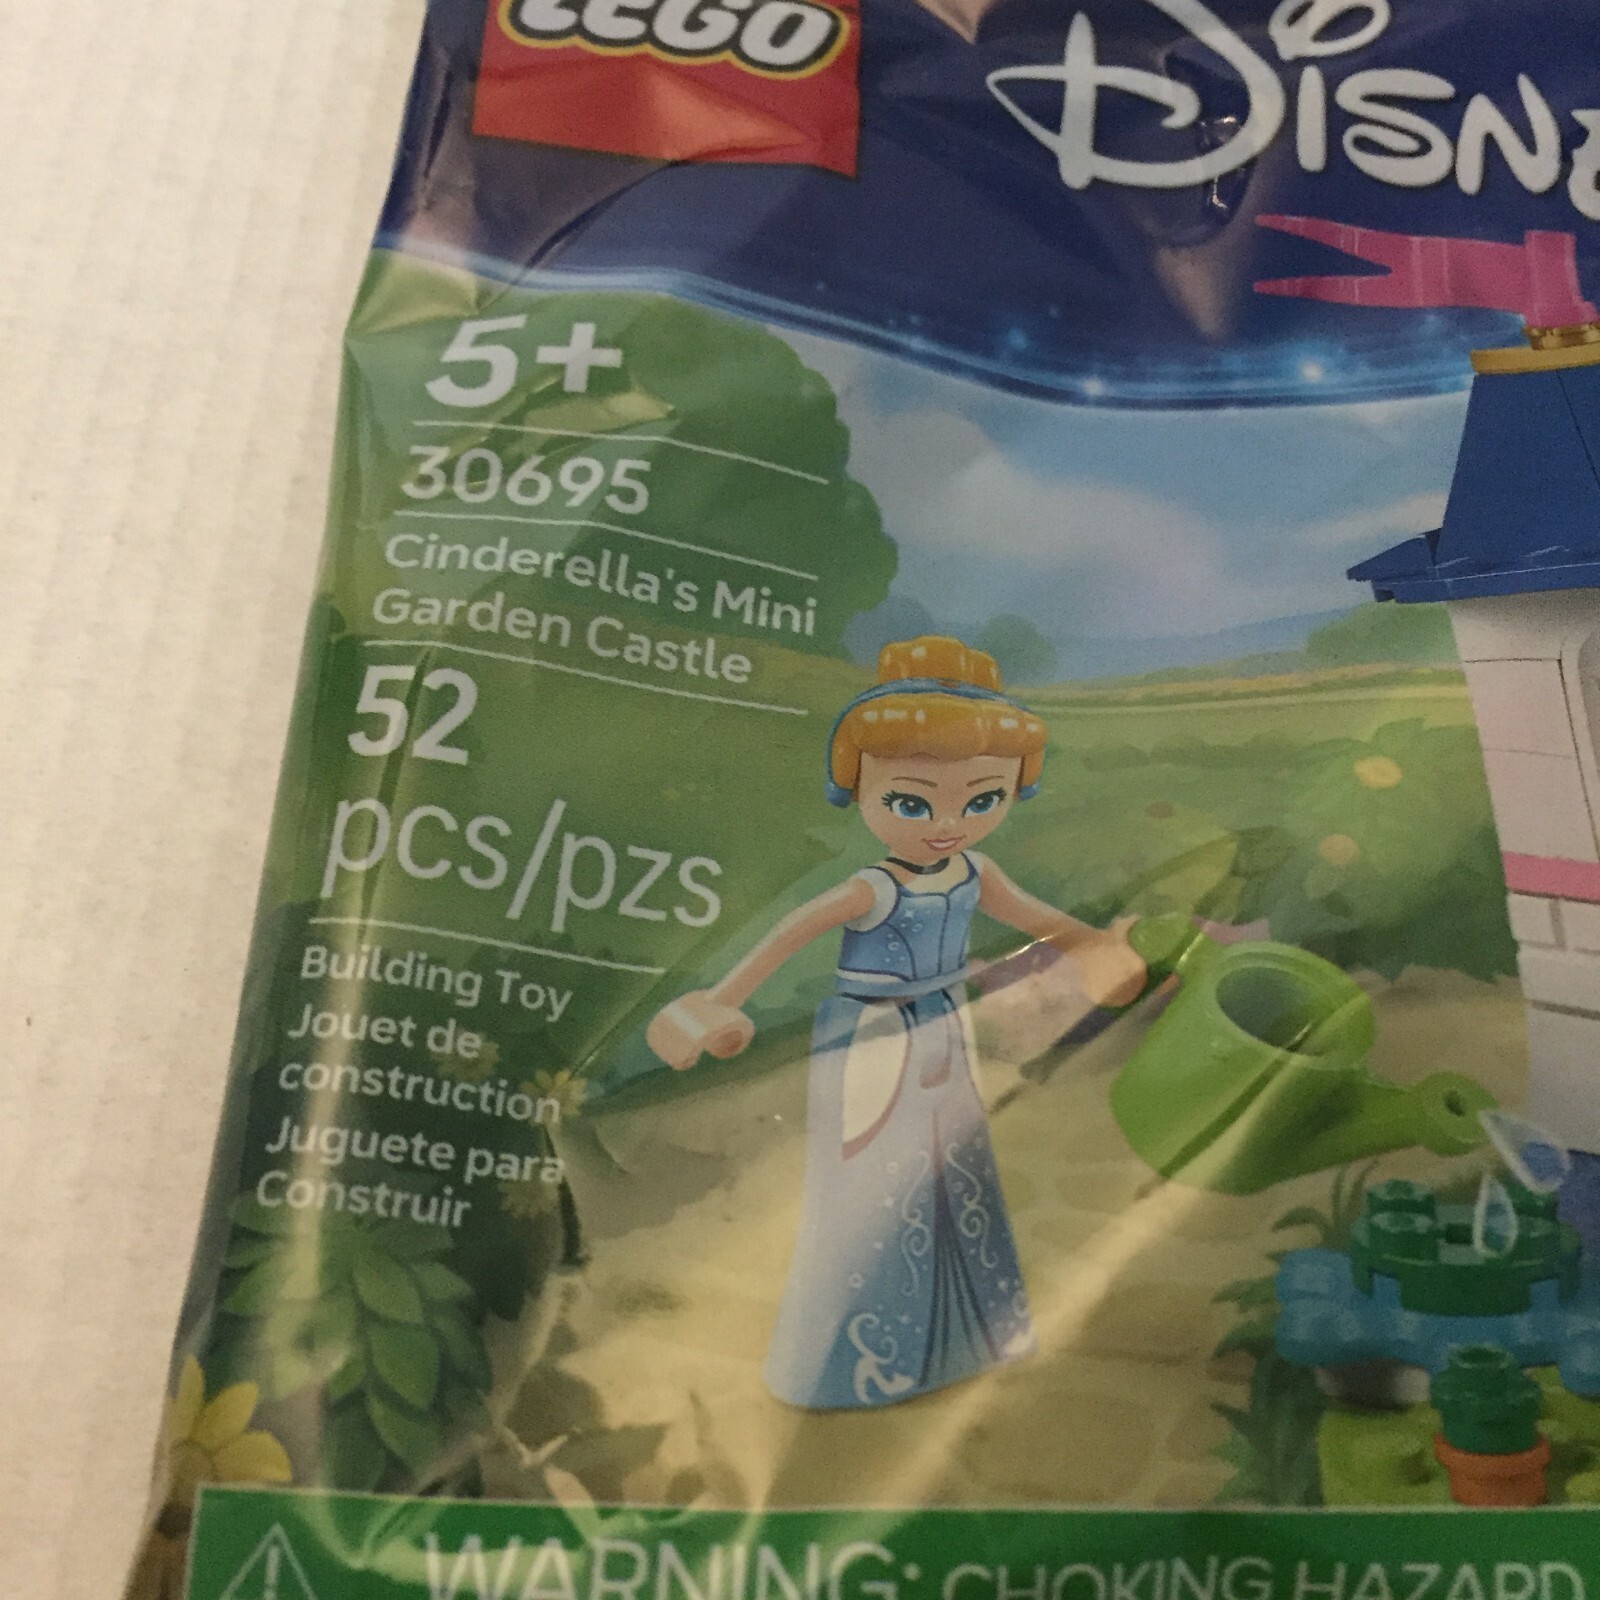 LEGO
DISNE
5+
30695
Cinderella's Mini
Garden Castle
52
pcs/pzs
Building Toy
Jouet de
construction
Juguete para
Construir
WARNING: CHOKING HAZARD